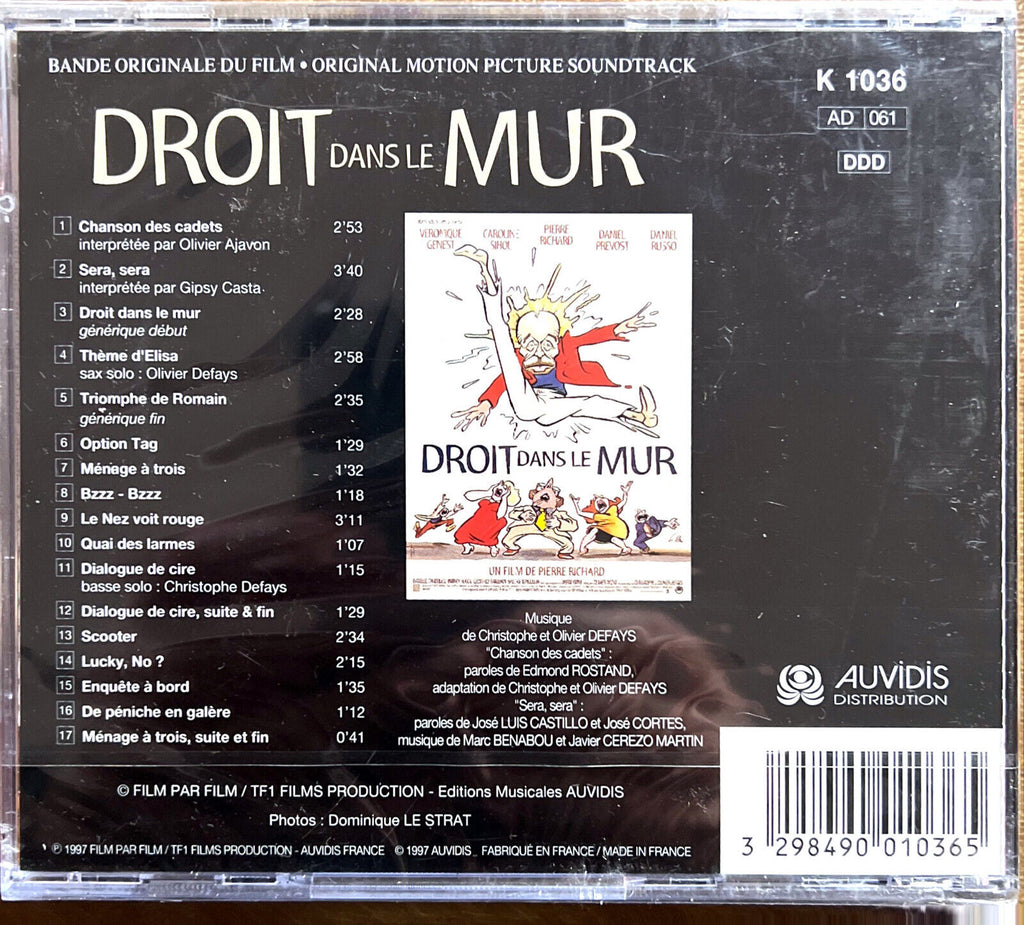 BANDE ORIGINALE DU FILM • ORIGINAL MOTION PICTURE SOUNDTRACK
K 1036
AD 061
DDD
DROIT DANS LE MUR
1 Chanson des cadets 2'53
interprétée par Olivier Ajavon
2 Sera, sera 3'40
interprétée par Gipsy Casta
3 Droit dans le mur 2'28
générique début
4 Thème d'Elisa 2'58
sax solo : Olivier Defays
5 Triomphe de Romain 2'35
générique fin
6 Option Tag 1'29
7 Ménage à trois 1'32
8 Bzzz - Bzzz 1'18
9 Le Nez voit rouge 3'11
10 Quai des larmes 1'07
11 Dialogue de cire 1'15
basse solo : Christophe Defays
12 Dialogue de cire, suite & fin 1'29
13 Scooter 2'34
14 Lucky, No ? 2'15
15 Enquête à bord 1'35
16 De péniche en galère 1'12
17 Ménage à trois, suite et fin 0'41
VERONIQUE GENEST
CAROLINE SIHOL
PIERRE RICHARD
DANIEL PREVOST
DANIEL RUSSO
DROIT DANS LE MUR
UN FILM DE PIERRE RICHARD
Musique
de Christophe et Olivier DEFAYS
"Chanson des cadets" :
paroles de Edmond ROSTAND,
adaptation de Christophe et Olivier DEFAYS
"Sera, sera" :
paroles de José LUIS CASTILLO et José CORTES,
musique de Marc BENABOU et Javier CEREZO MARTIN
AUVIDIS
DISTRIBUTION
© FILM PAR FILM / TF1 FILMS PRODUCTION - Editions Musicales AUVIDIS
Photos : Dominique LE STRAT
℗ 1997 FILM PAR FILM / TF1 FILMS PRODUCTION - AUVIDIS FRANCE © 1997 AUVIDIS FABRIQUÉ EN FRANCE / MADE IN FRANCE
3 298490 010365